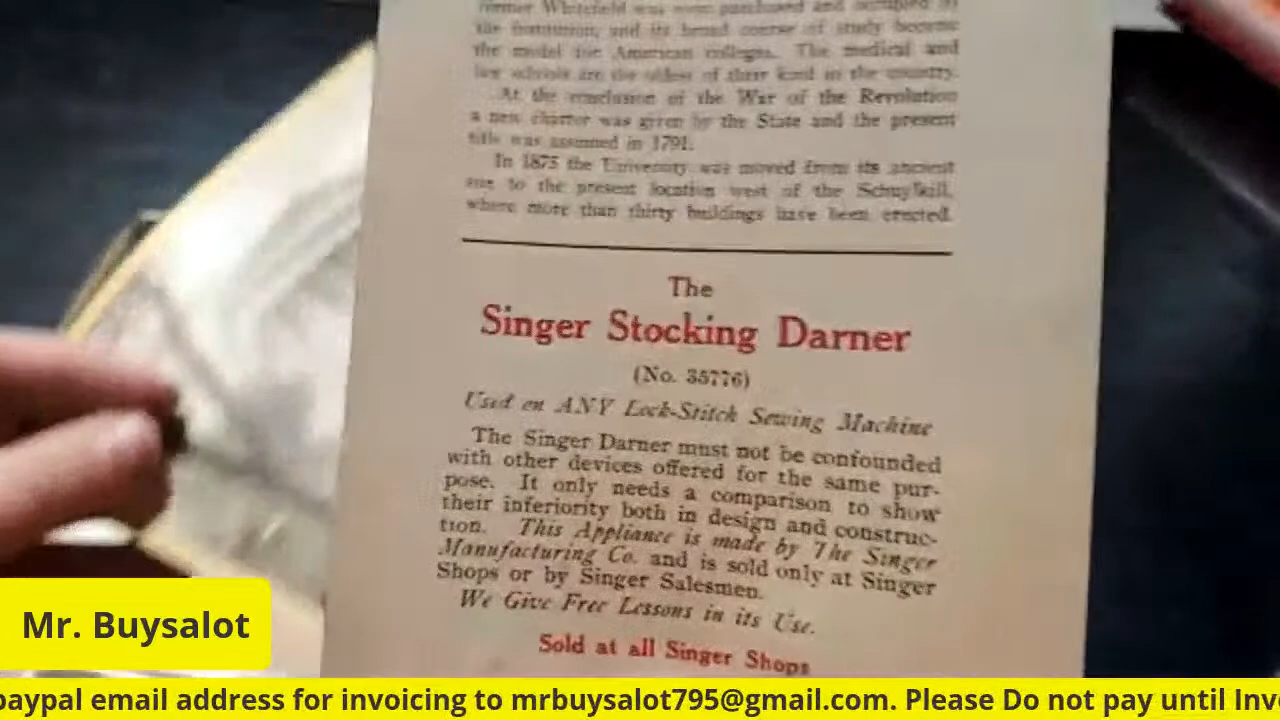 former Whitefield was soon purchased and occupied as
the institution, and its broad course of study became
the model for American colleges. The medical and
law schools are the oldest of their kind in the country.
At the conclusion of the War of the Revolution
a new charter was given by the State and the present
title was assumed in 1791.
In 1875 the University was moved from its ancient
site to the present location west of the Schuylkill,
where more than thirty buildings have been erected.
The
Singer Stocking Darner
(No. 35776)
Used on ANY Lock-Stitch Sewing Machine
The Singer Darner must not be confounded
with other devices offered for the same pur-
pose. It only needs a comparison to show
their inferiority both in design and construc-
tion. This Appliance is made by The Singer
Manufacturing Co. and is sold only at Singer
Shops or by Singer Salesmen.
We Give Free Lessons in its Use.
Sold at all Singer Shops
Mr. Buysalot
paypal email address for invoicing to mrbuysalot795@gmail.com. Please Do not pay until Inv